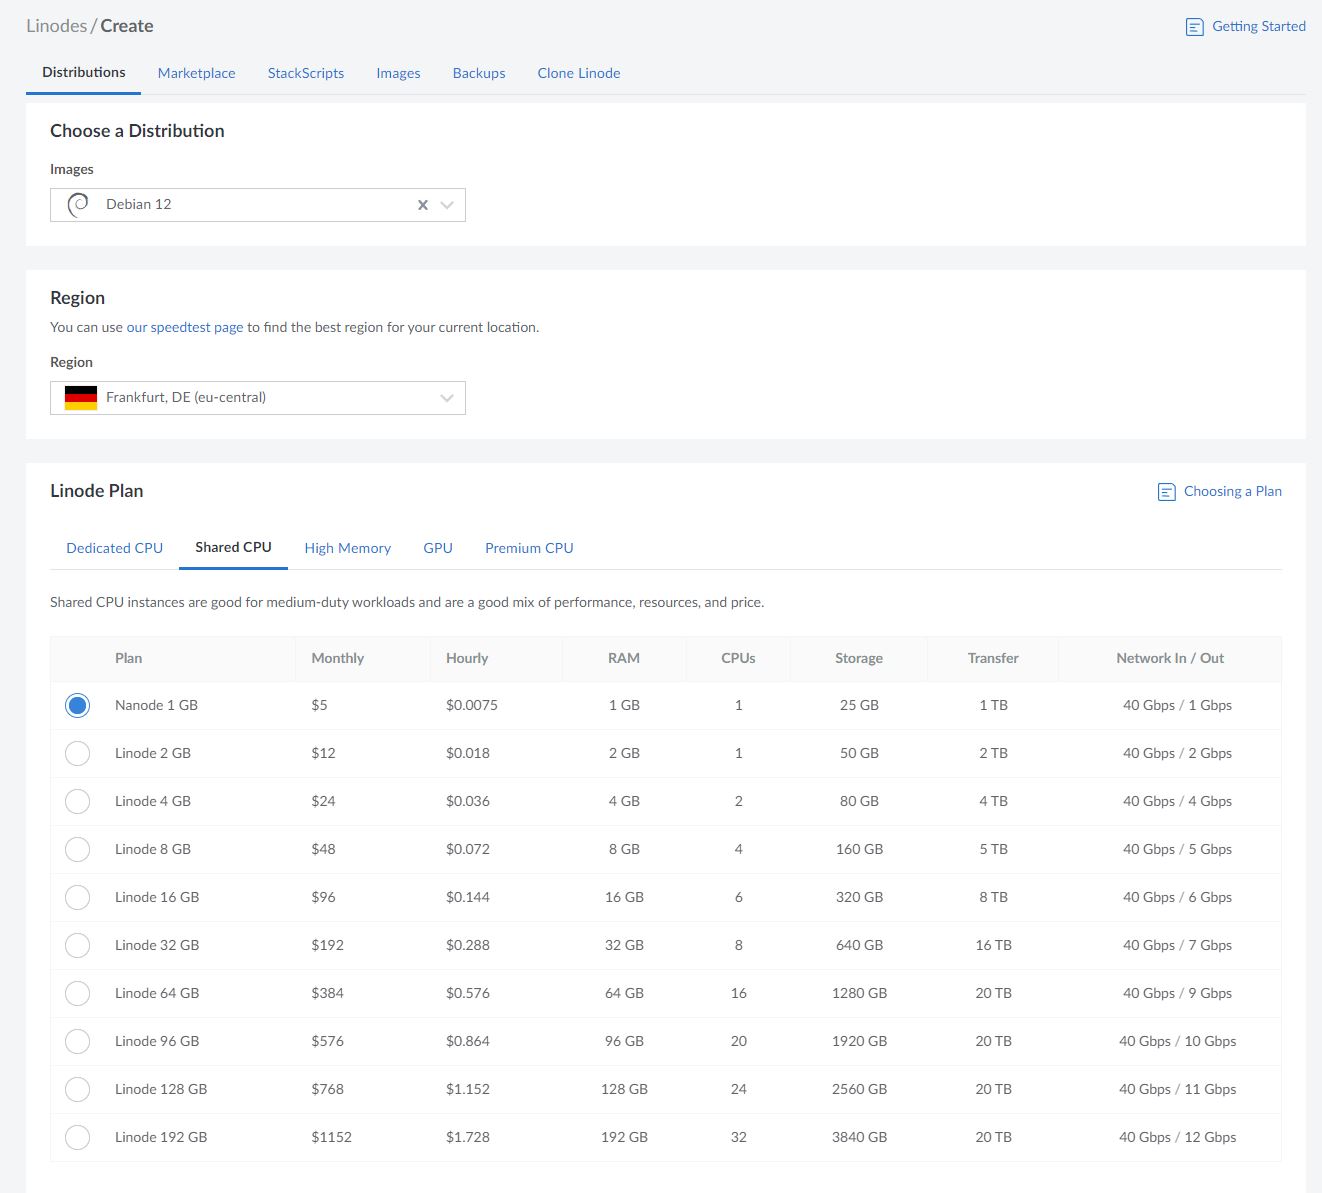 Linodes / Create
Getting Started
Distributions Marketplace StackScripts Images Backups Clone Linode
Choose a Distribution
Images
Debian 12
Region
You can use our speedtest page to find the best region for your current location.
Region
Frankfurt, DE (eu-central)
Linode Plan
Choosing a Plan
Dedicated CPU Shared CPU High Memory GPU Premium CPU
Shared CPU instances are good for medium-duty workloads and are a good mix of performance, resources, and price.
Plan Monthly Hourly RAM CPUs Storage Transfer Network In / Out
Nanode 1 GB $5 $0.0075 1 GB 1 25 GB 1 TB 40 Gbps / 1 Gbps
Linode 2 GB $12 $0.018 2 GB 1 50 GB 2 TB 40 Gbps / 2 Gbps
Linode 4 GB $24 $0.036 4 GB 2 80 GB 4 TB 40 Gbps / 4 Gbps
Linode 8 GB $48 $0.072 8 GB 4 160 GB 5 TB 40 Gbps / 5 Gbps
Linode 16 GB $96 $0.144 16 GB 6 320 GB 8 TB 40 Gbps / 6 Gbps
Linode 32 GB $192 $0.288 32 GB 8 640 GB 16 TB 40 Gbps / 7 Gbps
Linode 64 GB $384 $0.576 64 GB 16 1280 GB 20 TB 40 Gbps / 9 Gbps
Linode 96 GB $576 $0.864 96 GB 20 1920 GB 20 TB 40 Gbps / 10 Gbps
Linode 128 GB $768 $1.152 128 GB 24 2560 GB 20 TB 40 Gbps / 11 Gbps
Linode 192 GB $1152 $1.728 192 GB 32 3840 GB 20 TB 40 Gbps / 12 Gbps